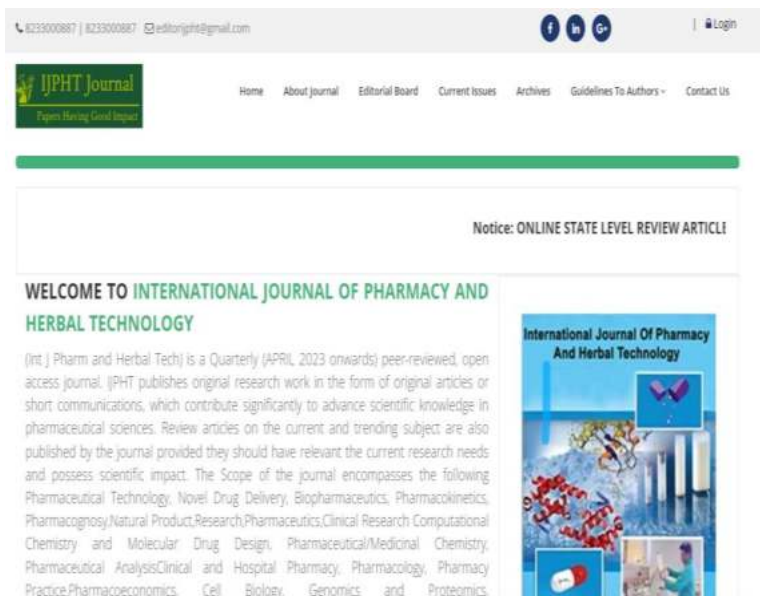 8233000887 | 8233000887 editorijpht@gmail.com
f in G+ | Login
IJPHT Journal
Papers Having Good Impact
Home About Journal Editorial Board Current Issues Archives Guidelines To Authors Contact Us
Notice: ONLINE STATE LEVEL REVIEW ARTICLE
WELCOME TO INTERNATIONAL JOURNAL OF PHARMACY AND
HERBAL TECHNOLOGY
(Int J Pharm and Herbal Tech) is a Quarterly (APRIL 2023 onwards) peer-reviewed, open
access journal. IJPHT publishes original research work in the form of original articles or
short communications, which contribute significantly to advance scientific knowledge in
pharmaceutical sciences. Review articles on the current and trending subject are also
published by the journal provided they should have relevant the current research needs
and possess scientific impact. The Scope of the journal encompasses the following
Pharmaceutical Technology, Novel Drug Delivery, Biopharmaceutics, Pharmacokinetics,
Pharmacognosy,Natural Product,Research,Pharmaceutics,Clinical Research Computational
Chemistry and Molecular Drug Design, Pharmaceutical/Medicinal Chemistry,
Pharmaceutical AnalysisClinical and Hospital Pharmacy, Pharmacology, Pharmacy
Practice,Pharmacoeconomics, Cell Biology, Genomics and Proteomics,
International Journal Of Pharmacy
And Herbal Technology